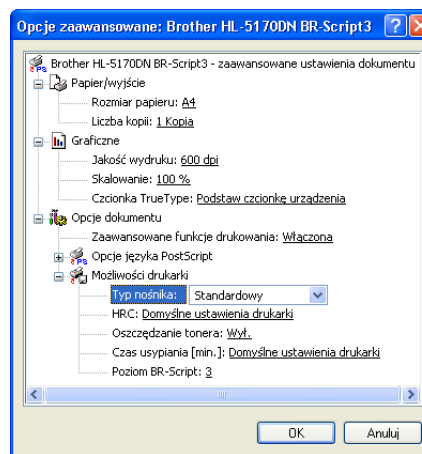 Opcje zaawansowane: Brother HL-5170DN BR-Script3
Brother HL-5170DN BR-Script3 - zaawansowane ustawienia dokumentu
Papier/wyjście
Rozmiar papieru: A4
Liczba kopii: 1 Kopia
Graficzne
Jakość wydruku: 600 dpi
Skalowanie: 100 %
Czcionka TrueType: Podstaw czcionkę urządzenia
Opcje dokumentu
Zaawansowane funkcje drukowania: Włączona
Opcje języka PostScript
Możliwości drukarki
Typ nośnika: Standardowy
HRC: Domyślne ustawienia drukarki
Oszczędzanie tonera: Wył.
Czas usypiania [min.]: Domyślne ustawienia drukarki
Poziom BR-Script: 3
OK Anuluj